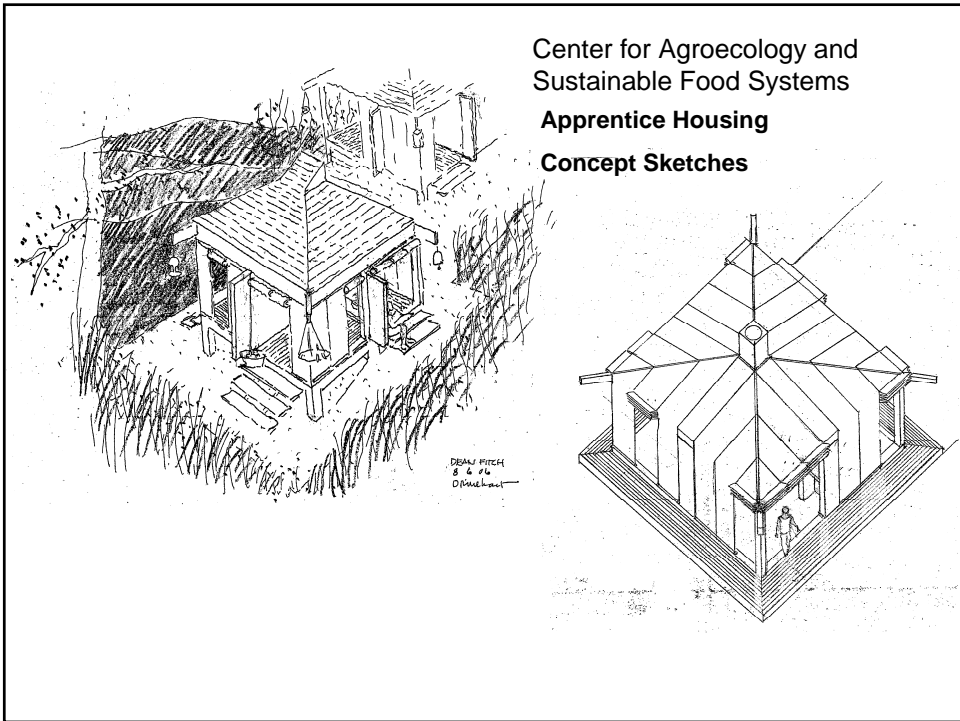 Center for Agroecology and
Sustainable Food Systems
Apprentice Housing
Concept Sketches
DEAN FITCH
8 6 06